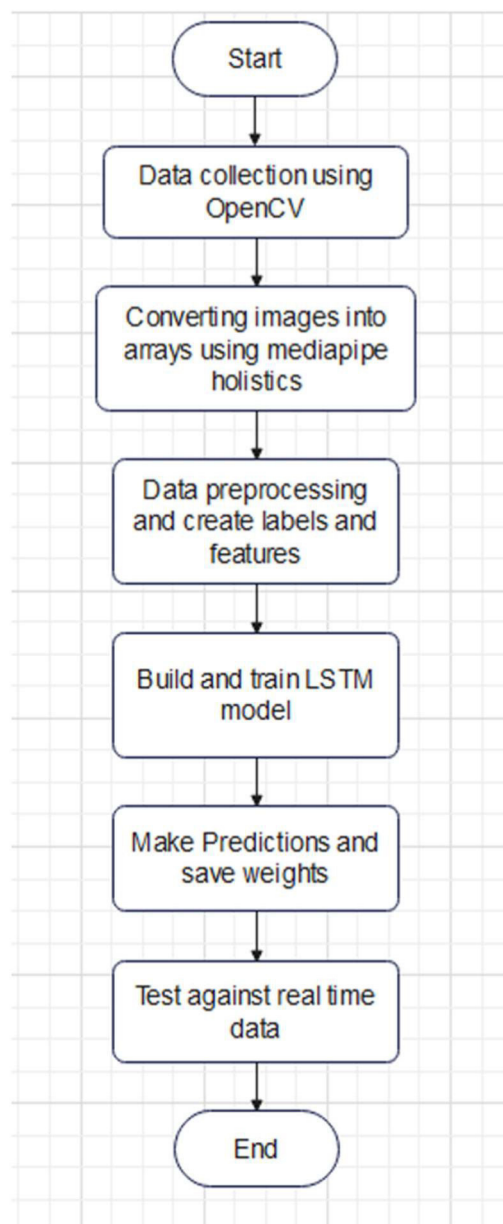 Start
Data collection using
OpenCV
Converting images into
arrays using mediapipe
holistics
Data preprocessing
and create labels and
features
Build and train LSTM
model
Make Predictions and
save weights
Test against real time
data
End